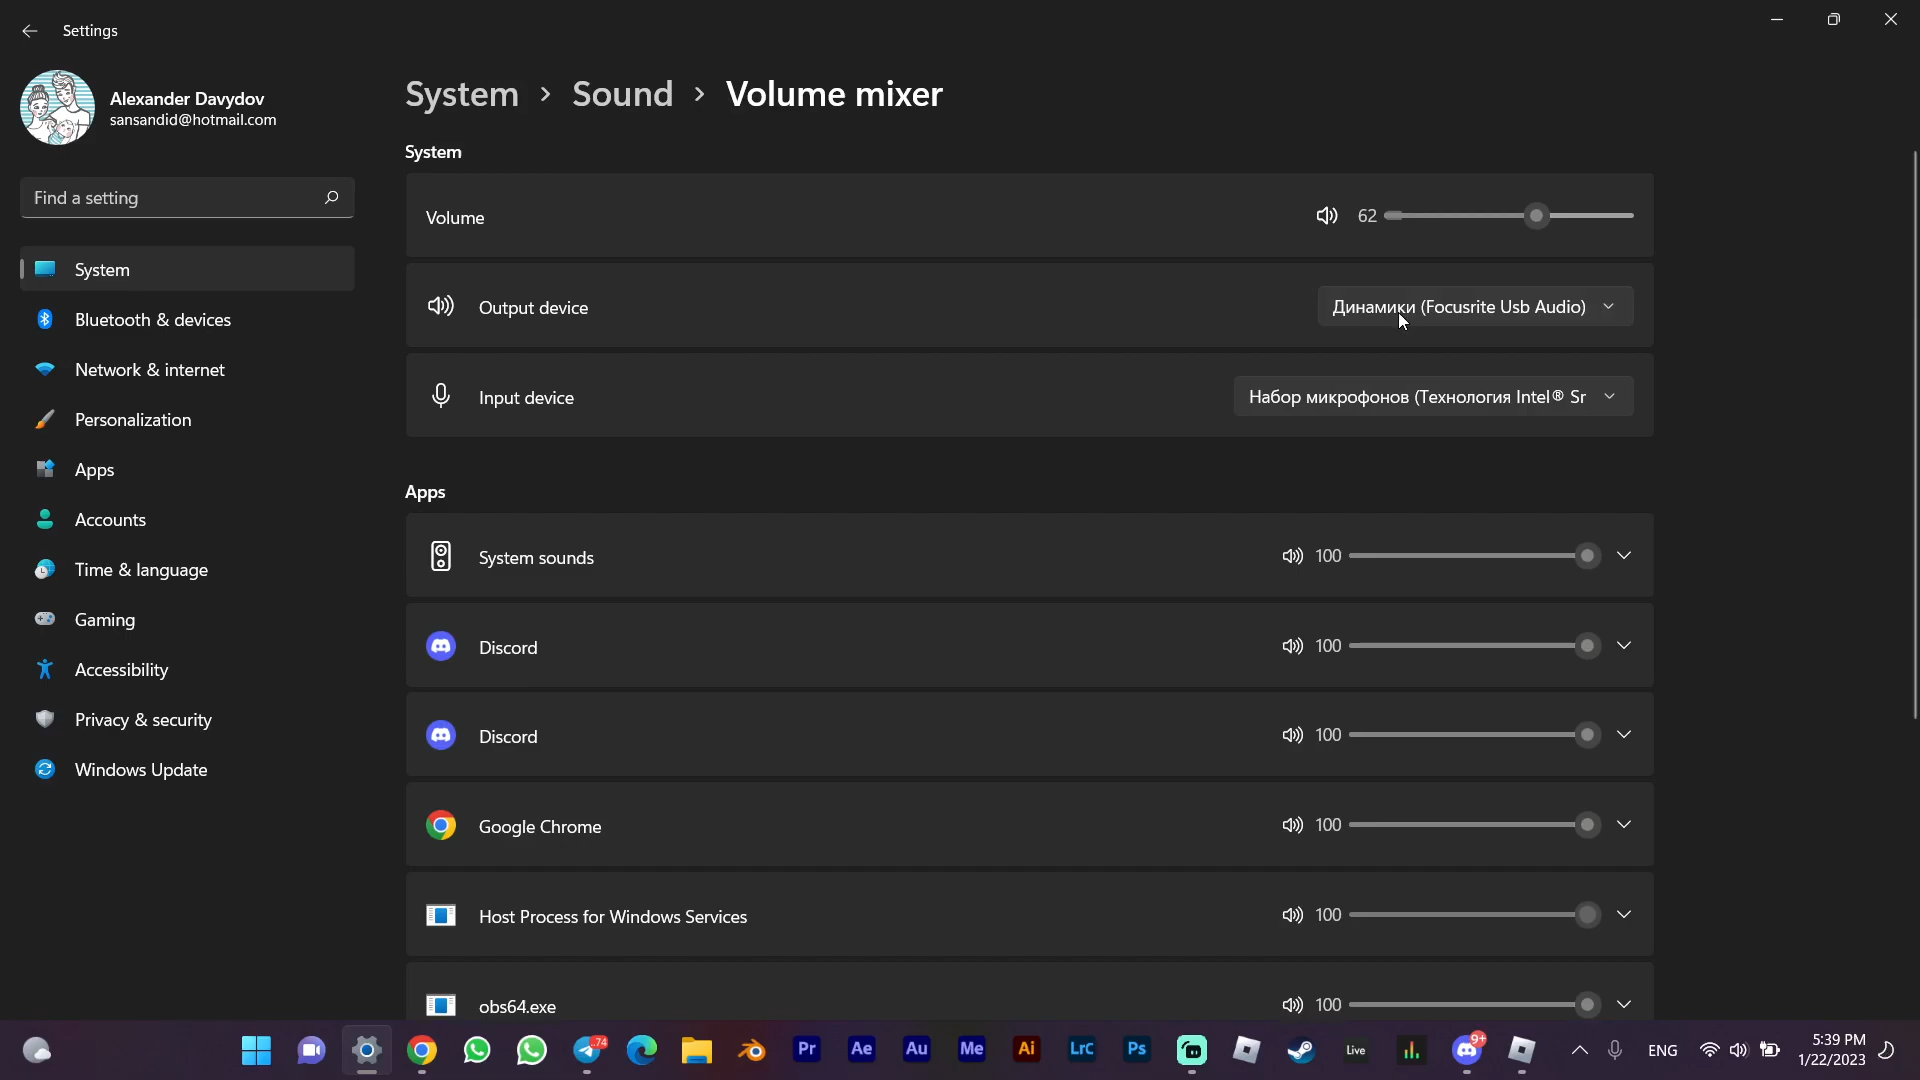 Settings
Alexander Davydov
sansandid@hotmail.com
Find a setting
System
Bluetooth & devices
Network & internet
Personalization
Apps
Accounts
Time & language
Gaming
Accessibility
Privacy & security
Windows Update
System > Sound > Volume mixer
System
Volume 62
Output device Динамики (Focusrite Usb Audio)
Input device Набор микрофонов (Технология Intel® Sr
Apps
System sounds 100
Discord 100
Discord 100
Google Chrome 100
Host Process for Windows Services 100
obs64.exe 100
74 Pr Ae Au Me Ai LrC Ps Live 9+ ENG 5:39 PM
1/22/2023